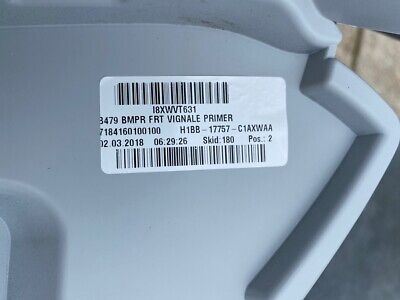 I8XWVT631
B479 BMPR FRT VIGNALE PRIMER
7184160100100 H1BB-17757-C1AXWAA
02.03.2018 06:29:26 Skid:180 Pos.: 2